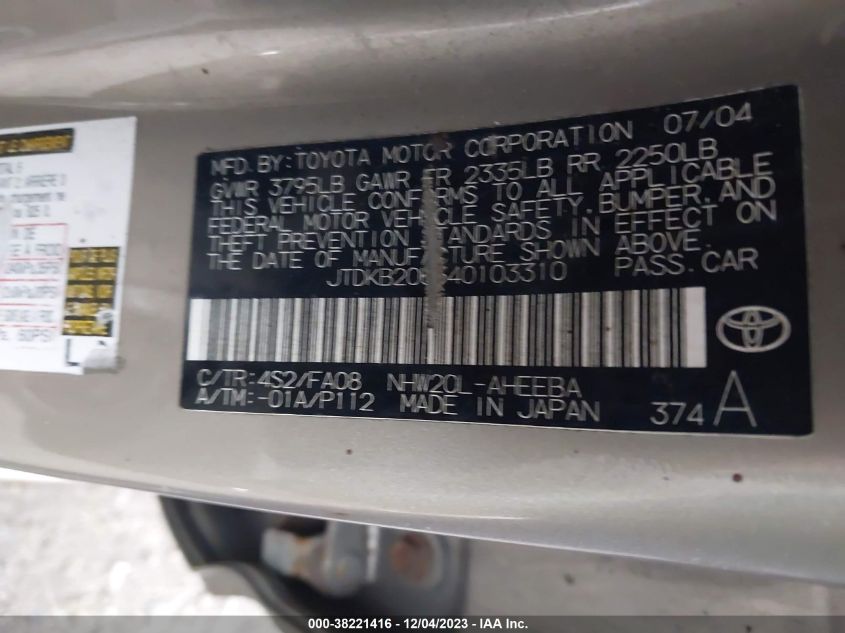 MFD. BY: TOYOTA MOTOR CORPORATION 07/04
GVWR 3795LB GAWR FR 2335LB RR 2250LB
THIS VEHICLE CONFORMS TO ALL APPLICABLE
FEDERAL MOTOR VEHICLE SAFETY, BUMPER, AND
THEFT PREVENTION STANDARDS IN EFFECT ON
THE DATE OF MANUFACTURE SHOWN ABOVE.
PASS. CAR
C/TR: 4S2/FA08 NHW20L-AHEEBA
A/TM: -01A/P112 MADE IN JAPAN 374 A
000-38221416 - 12/04/2023 - IAA Inc.